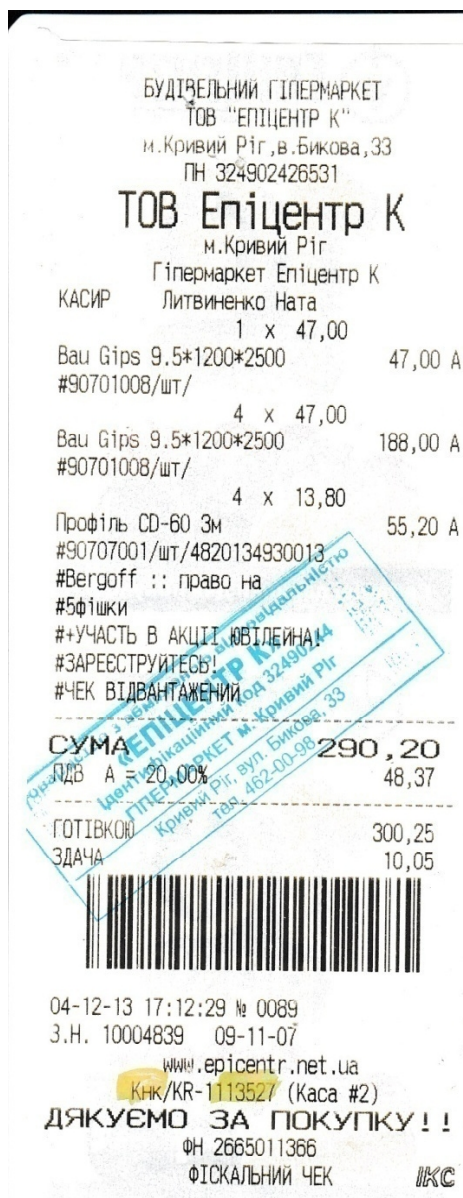 БУДІВЕЛЬНИЙ ГІПЕРМАРКЕТ
ТОВ "ЕПІЦЕНТР К"
м.Кривий Ріг,в.Бикова,33
ПН 324902426531
ТОВ Епіцентр К
м.Кривий Ріг
Гіпермаркет Епіцентр К
КАСИР Литвиненко Ната
1 x 47,00
Bau Gips 9.5*1200*2500 47,00 А
#90701008/шт/
4 x 47,00
Bau Gips 9.5*1200*2500 188,00 А
#90701008/шт/
4 x 13,80
Профіль CD-60 3м 55,20 А
#90707001/шт/4820134930013
#Bergoff :: право на
#5фішки
#+УЧАСТЬ В АКЦІЇ ЮВІЛЕЙНА!
#ЗАРЕЄСТРУЙТЕСЬ!
#ЧЕК ВІДВАНТАЖЕНИЙ
відповідальністю
«ЕПІЦЕНТР К»
Ідентифікаційний код 32490244
ГІПЕРМАРКЕТ м. Кривий Ріг
Кривий Ріг, вул. Бикова, 33
тел. 462-00-98
СУМА 290,20
ПДВ А = 20,00% 48,37
ГОТІВКОЮ 300,25
ЗДАЧА 10,05
04-12-13 17:12:29 № 0089
З.Н. 10004839 09-11-07
www.epicentr.net.ua
Кнк/KR-1113527 (Каса #2)
ДЯКУЄМО ЗА ПОКУПКУ!!
ФН 2665011366
ФІСКАЛЬНИЙ ЧЕК ІКС